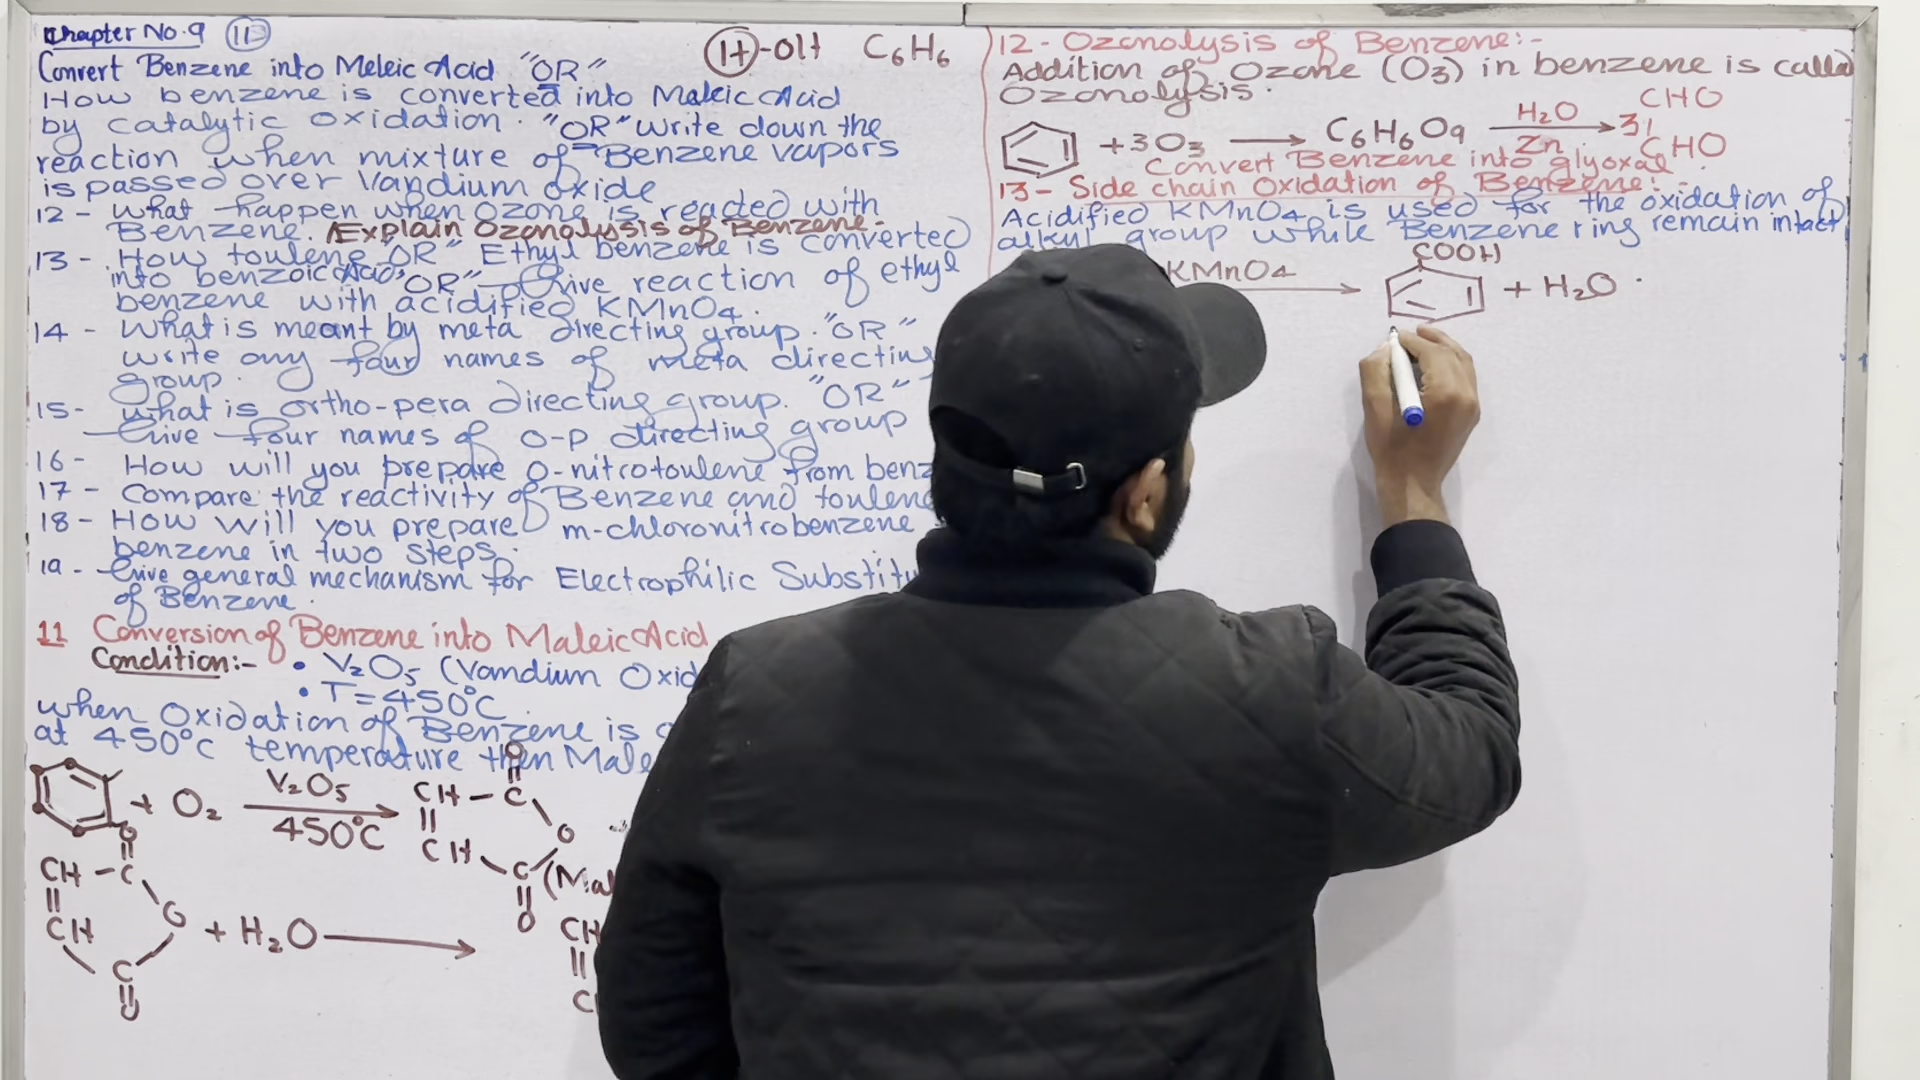 Chapter No.9 (11)
Convert Benzene into Meleic Acid "OR"
How benzene is converted into Maleic Acid
by catalytic oxidation. "OR" Write down the
reaction when mixture of Benzene vapors
is passed over Vandium oxide
12 - What happen when Ozone is reacted with
Benzene. Explain Ozonolysis of Benzene.
13 - How toulene "OR" Ethyl benzene is converted
into benzoic Acid, "OR" Give reaction of ethyl
benzene with acidified KMnO4.
14 - What is meant by meta directing group. "OR"
write any four names of meta directing
group.
15 - what is ortho-pera directing group. "OR"
Give four names of o-p directing group
16 - How will you prepare o-nitrotoulene from benz
17 - Compare the reactivity of Benzene and toulene
18 - How will you prepare m-chloronitrobenzene
benzene in two steps.
19 - Give general mechanism for Electrophilic Substitu
of Benzene.
11 Conversion of Benzene into Maleic Acid
Condition:- • V2O5 (Vandium Oxid
• T = 450°C.
when Oxidation of Benzene is
at 450°C temperature then Male
+ O2 V2O5 450°C CH - C O
CH C O
O (Mal
CH - C O
CH C O + H2O
CH
(1+)-OH C6H6
12 - Ozonolysis of Benzene:-
Addition of Ozone (O3) in benzene is called
Ozonolysis.
+ 3O3 → C6H6O9 H2O Zn → 3 CHO CHO
Convert Benzene into glyoxal.
13 - Side chain Oxidation of Benzene:-
Acidified KMnO4 is used for the oxidation of
alkyl group while Benzene ring remain intact
KMnO4 → COOH + H2O.